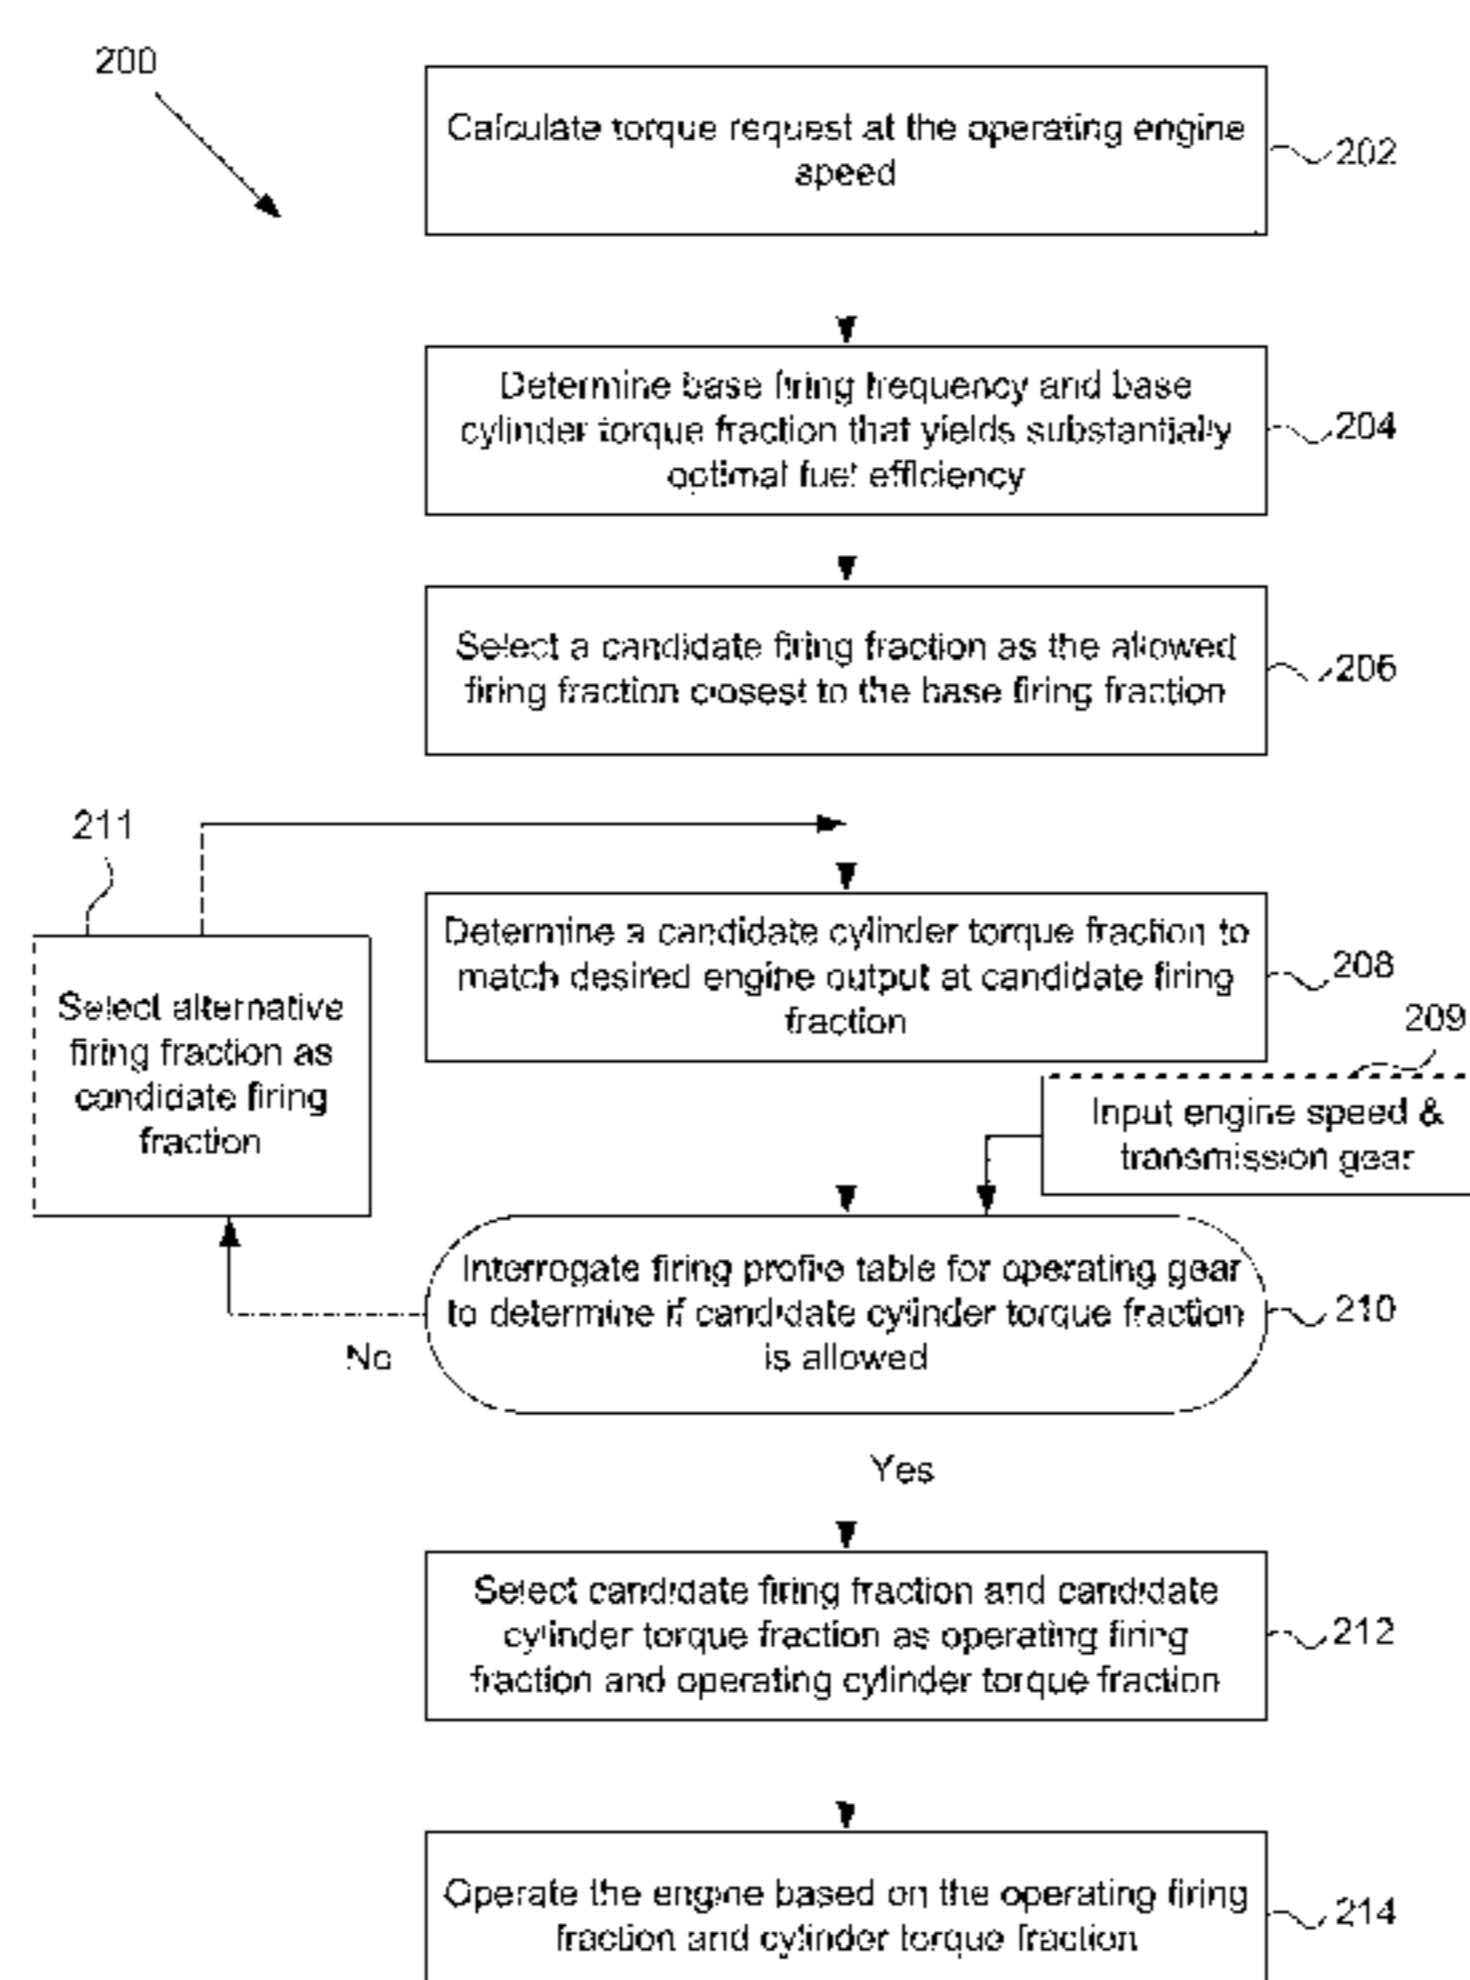 200
Calculate torque request at the operating engine
speed
202
Determine base firing frequency and base
cylinder torque fraction that yields substantially
optimal fuel efficiency
204
Select a candidate firing fraction as the allowed
firing fraction closest to the base firing fraction
206
211
Select alternative
firing fraction as
candidate firing
fraction
Determine a candidate cylinder torque fraction to
match desired engine output at candidate firing
fraction
208
209
Input engine speed &
transmission gear
Interrogate firing profile table for operating gear
to determine if candidate cylinder torque fraction
is allowed
210
No
Yes
Select candidate firing fraction and candidate
cylinder torque fraction as operating firing
fraction and operating cylinder torque fraction
212
Operate the engine based on the operating firing
fraction and cylinder torque fraction
214